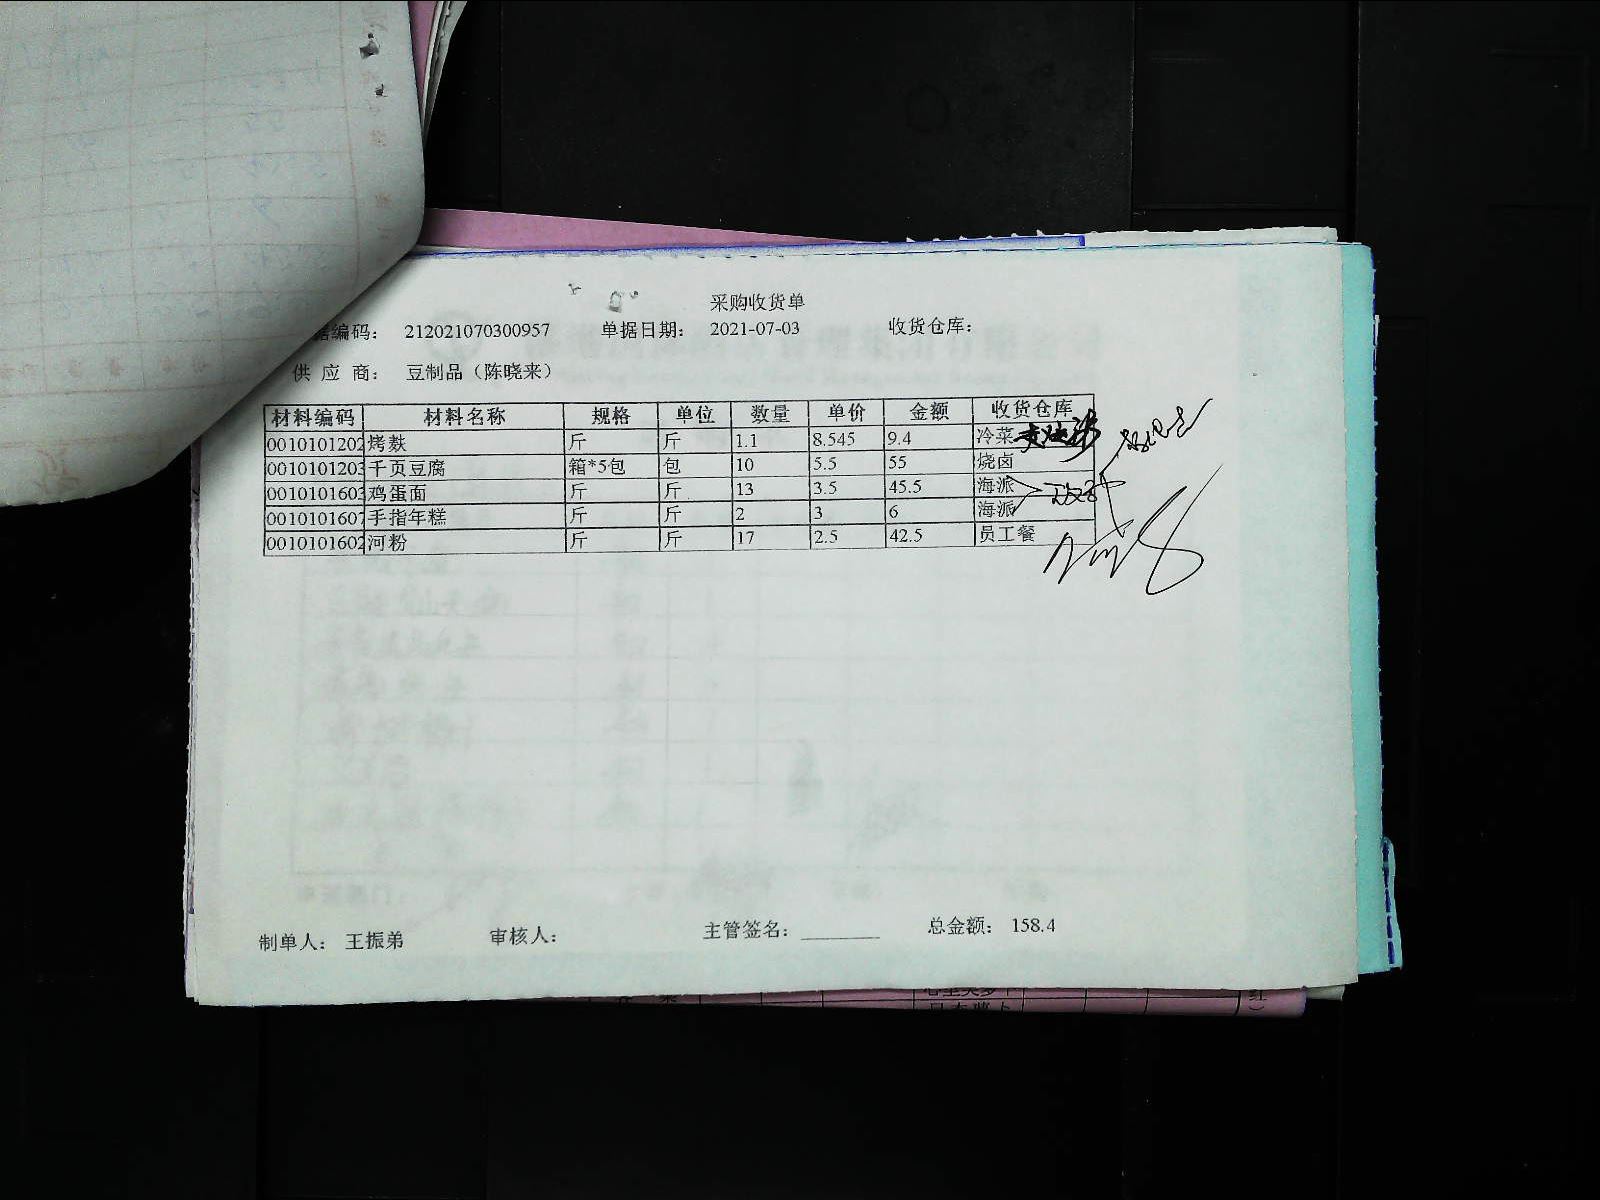 采购收货单
据编码： 212021070300957 单据日期： 2021-07-03 收货仓库：
供应商： 豆制品（陈晓来）
材料编码 材料名称 规格 单位 数量 单价 金额 收货仓库
0010101202 烤麸 斤 斤 1.1 8.545 9.4 冷菜
0010101203 千页豆腐 箱*5包 包 10 5.5 55 烧卤
0010101603 鸡蛋面 斤 斤 13 3.5 45.5 海派
0010101607 手指年糕 斤 斤 2 3 6 海派
0010101602 河粉 斤 斤 17 2.5 42.5 员工餐
制单人： 王振弟 审核人： 主管签名： ________ 总金额： 158.4